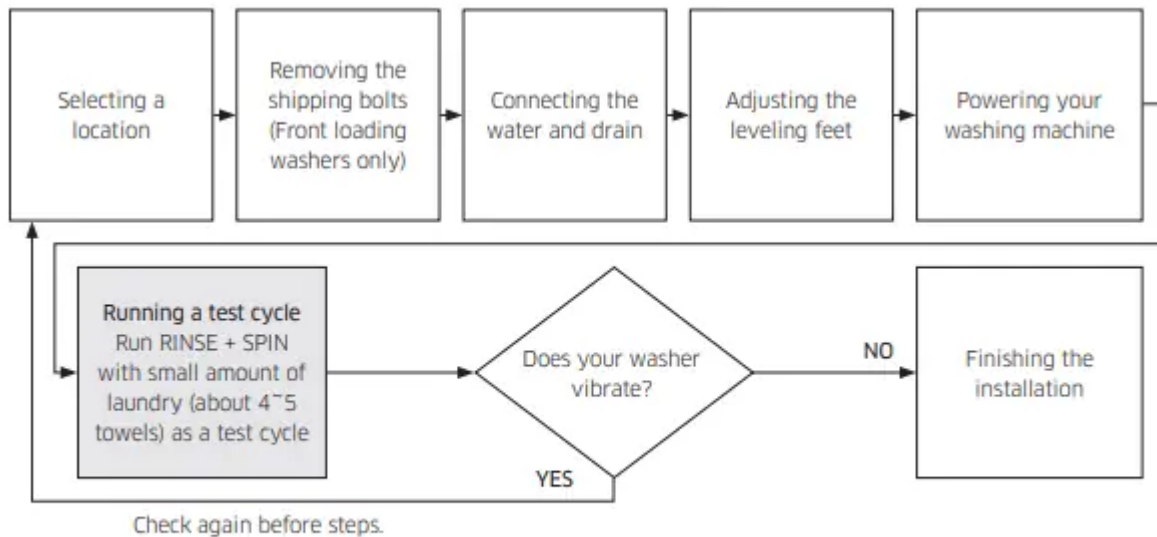 Selecting a
location
Removing the
shipping bolts
(Front loading
washers only)
Connecting the
water and drain
Adjusting the
leveling feet
Powering your
washing machine
Running a test cycle
Run RINSE + SPIN
with small amount of
laundry (about 4~5
towels) as a test cycle
Does your washer
vibrate?
NO
Finishing the
installation
YES
Check again before steps.